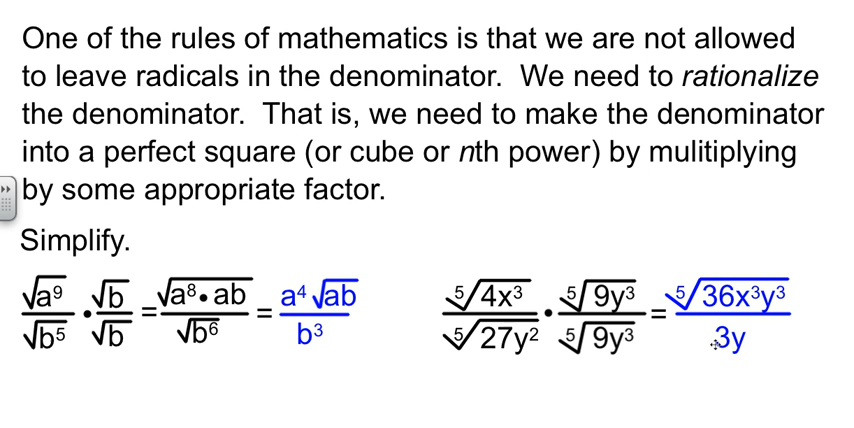 One of the rules of mathematics is that we are not allowed
to leave radicals in the denominator. We need to rationalize
the denominator. That is, we need to make the denominator
into a perfect square (or cube or nth power) by mulitiplying
by some appropriate factor.
Simplify.
√a⁹/√b⁵ • √b/√b = √a⁸•ab/√b⁶ = a⁴√ab/b³
⁵√4x³/⁵√27y² • ⁵√9y³/⁵√9y³ = ⁵√36x³y³/3y